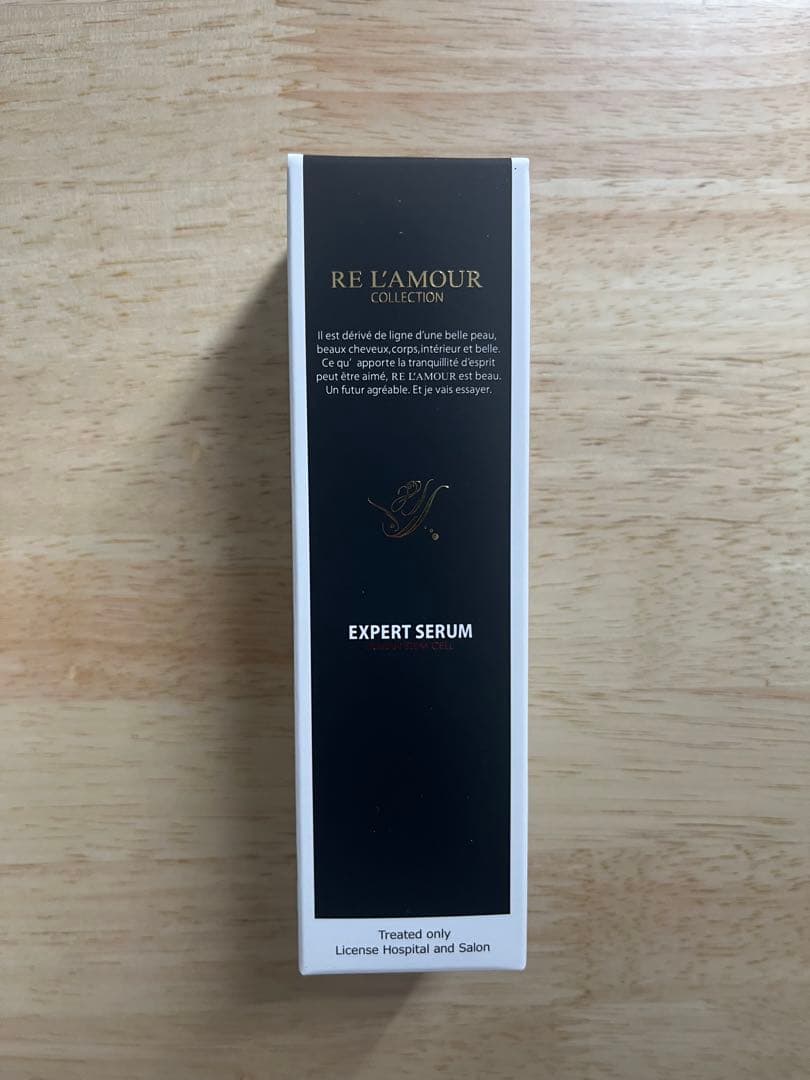 RE L'AMOUR
COLLECTION
Il est dérivé de ligne d'une belle peau,
beaux cheveux,corps,intérieur et belle.
Ce qu' apporte la tranquillité d'esprit
peut être aimé, RE L'AMOUR est beau.
Un futur agréable. Et je vais essayer.
EXPERT SERUM
STEM CELL
Treated only
License Hospital and Salon